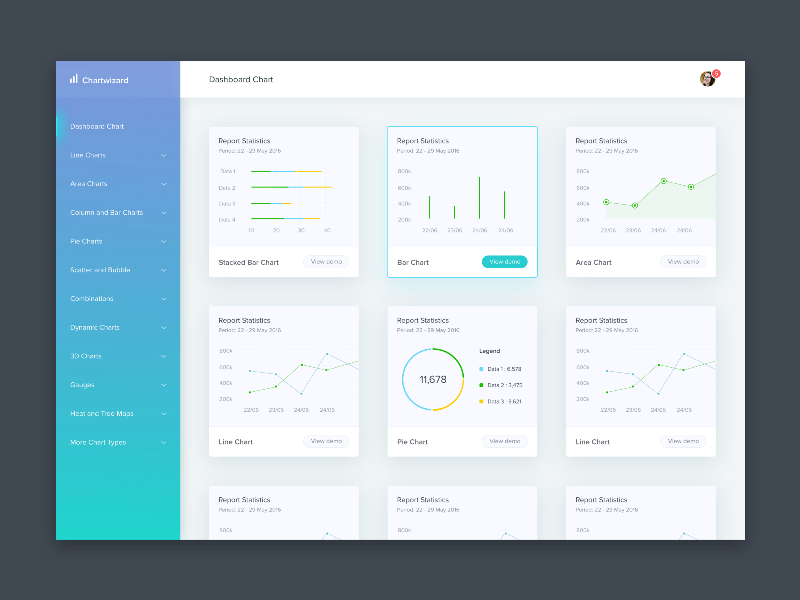 Chartwizard
Dashboard Chart
5
Dashboard Chart
Line Charts
Area Charts
Column and Bar Charts
Pie Charts
Scatter and Bubble
Combinations
Dynamic Charts
3D Charts
Gauges
Heat and Tree Maps
More Chart Types
Report Statistics
Period: 22 - 29 May 2016
Data 1
Data 2
Data 3
Data 4
10 20 30 40
Stacked Bar Chart
View demo
Report Statistics
Period: 22 - 29 May 2016
800k
600k
400k
200k
22/06 23/06 24/06 24/06
Bar Chart
View demo
Report Statistics
Period: 22 - 29 May 2016
800k
600k
400k
200k
22/06 23/06 24/06 24/06
Area Chart
View demo
Report Statistics
Period: 22 - 29 May 2016
800k
600k
400k
200k
22/06 23/06 24/06 24/06
Line Chart
View demo
Report Statistics
Period: 22 - 29 May 2016
11,678
Legend
Data 1 : 6,578
Data 2 : 3,475
Data 3 : 3,621
Pie Chart
View demo
Report Statistics
Period: 22 - 29 May 2016
800k
600k
400k
200k
22/06 23/06 24/06 24/06
Line Chart
View demo
Report Statistics
Period: 22 - 29 May 2016
800k
Report Statistics
Period: 22 - 29 May 2016
800k
Report Statistics
Period: 22 - 29 May 2016
800k